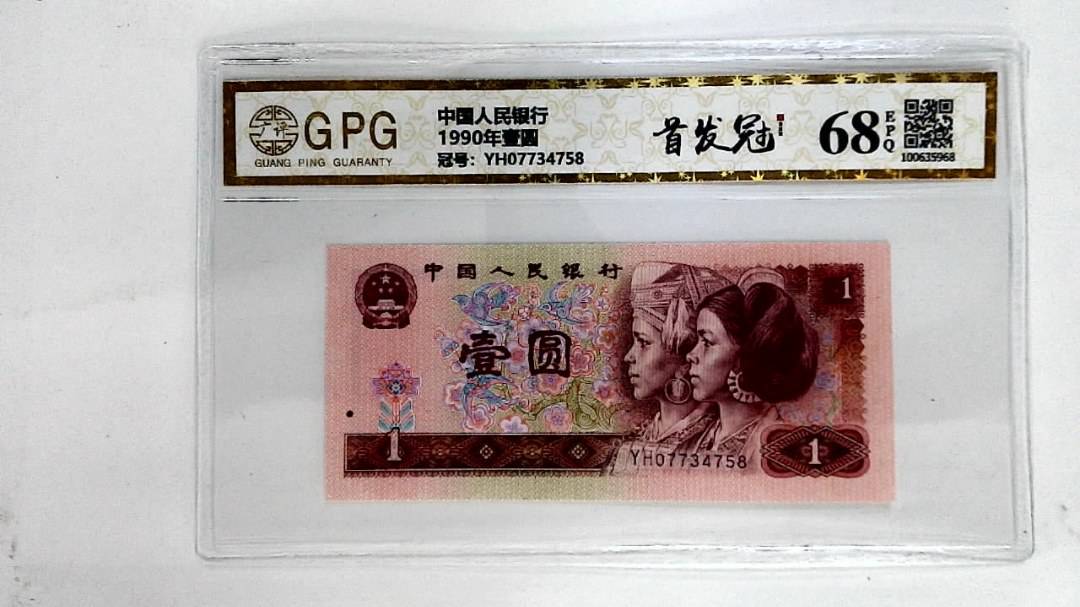 GPG
GUANG PING GUARANTY
中国人民银行
1990年壹圆
冠号：YH07734758
首发冠
68
EPQ
100635968
中国人民银行
1
壹圆
1
YH07734758
1